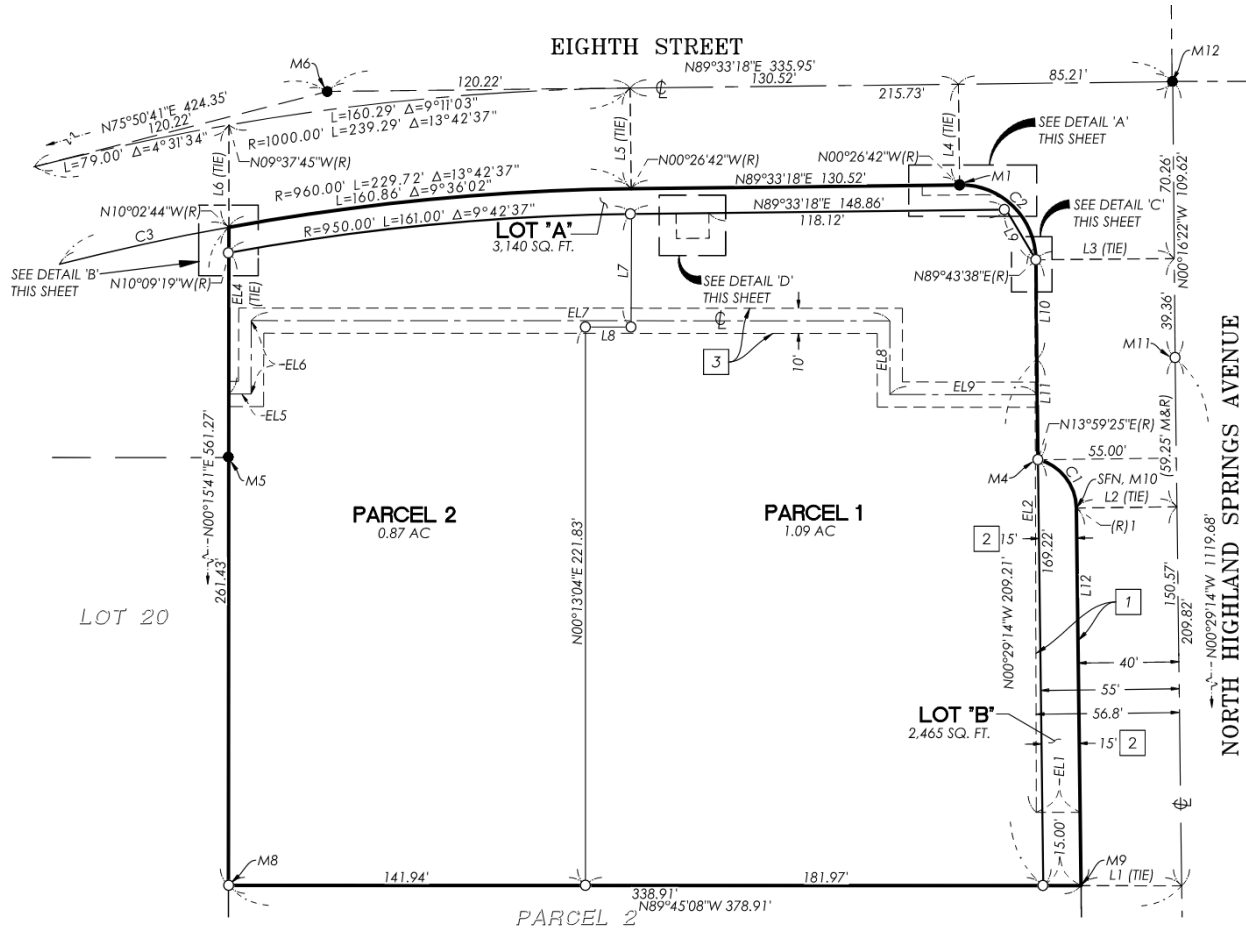 EIGHTH STREET
M12
M6
N89°33'18"E 335.95'
120.22'
130.52'
85.21'
215.73'
℄
N75°50'41"E 424.35'
120.22'
L=79.00' Δ=4°31'34"
L=160.29' Δ=9°11'03"
R=1000.00' L=239.29' Δ=13°42'37"
SEE DETAIL 'A'
THIS SHEET
L6 (TIE)
N09°37'45"W(R)
L5 (TIE)
N00°26'42"W(R)
N00°26'42"W(R)
L4 (TIE)
M1
N00°16'22"W 109.62'
70.26'
N10°02'44"W(R)
R=960.00' L=229.72' Δ=13°42'37"
L=160.86' Δ=9°36'02"
N89°33'18"E 130.52'
C2
C3
R=950.00' L=161.00' Δ=9°42'37"
LOT "A"
3,140 SQ. FT.
N89°33'18"E 148.86'
118.12'
L9
SEE DETAIL 'C'
THIS SHEET
SEE DETAIL 'B'
THIS SHEET
N10°09'19"W(R)
L7
SEE DETAIL 'D'
THIS SHEET
N89°43'38"E(R)
L3 (TIE)
EL4
(TIE)
L10
39.36'
EL7
℄
L8
EL6
3
10'
EL8
M11
EL5
EL9
L11
N13°59'25"E(R)
(59.25' M&R)
N00°15'41"E 561.27'
M5
M4
55.00'
C1
SFN, M10
L2 (TIE)
(R)1
EL2
PARCEL 2
0.87 AC
PARCEL 1
1.09 AC
2
15'
169.22'
261.43'
N00°13'04"E 221.83'
N00°29'14"W 209.21'
L12
150.57'
209.82'
N00°29'14"W 1119.68'
NORTH HIGHLAND SPRINGS AVENUE
LOT 20
1
40'
55'
56.8'
LOT "B"
2,465 SQ. FT.
15'
2
EL1
℄
15.00'
M8
M9
141.94'
181.97'
L1 (TIE)
338.91'
N89°45'08"W 378.91'
PARCEL 2